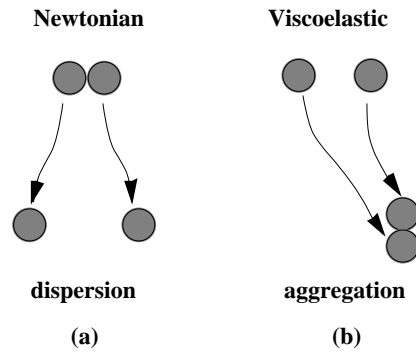 Newtonian
Viscoelastic
dispersion
aggregation
(a)
(b)